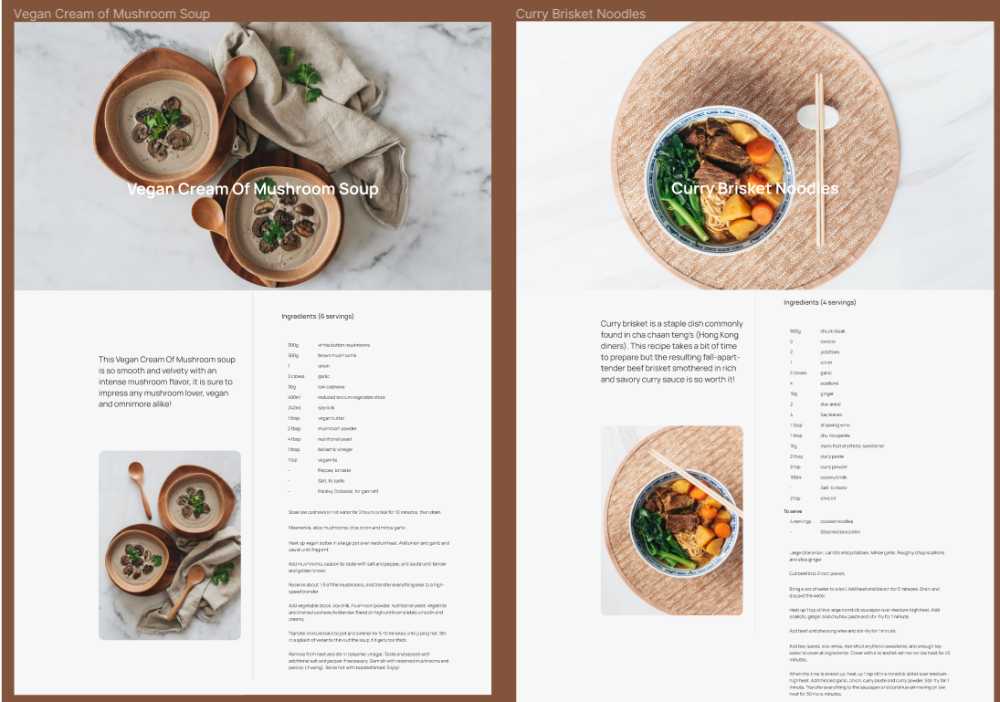 Vegan Cream of Mushroom Soup
Vegan Cream Of Mushroom Soup
This Vegan Cream Of Mushroom soup
is so smooth and velvety with an
intense mushroom flavor, it is sure to
impress any mushroom lover, vegan
and omnimore alike!
Ingredients (6 servings)
300g white button mushrooms
300g brown mushrooms
1 onion
2 cloves garlic
30g raw cashews
480ml reduced sodium vegetable stock
240ml soy milk
1 tbsp vegan butter
2 tbsp mushroom powder
4 tbsp nutritional yeast
1 tbsp balsamic vinegar
1 tsp vegemite
- Pepper, to taste
- Salt, to taste
- Parsley (optional, for garnish)
Soak raw cashews in hot water for 2 hours or boil for 10 minutes, then drain.
Meanwhile, slice mushrooms, dice onion and mince garlic.
Heat up vegan butter in a large pot over medium heat. Add onion and garlic and
sauté until fragrant
Add mushrooms, season to taste with salt and pepper, and saute until tender
and golden brown.
Reserve about of the mushrooms, and transfer everything else to a high-
speed blender
Add vegetable stock, soy milk, mushroom powder, nutritional yeast, vegemite
and drained cashews to blender. Blend on high until completely smooth and
creamy.
Transfer mixture back to pot and simmer for 5-10 minutes until piping hot. Stir
in a splash of water to thin out the soup if it gets too thick.
Remove from heat and stir in balsamic vinegar. Taste and season with
additional salt and pepper if necessary. Garnish with reserved mushrooms and
parsley (if using). Serve hot with toasted bread. Enjoy!
Curry Brisket Noodles
Curry Brisket Noodles
Curry brisket is a staple dish commonly
found in cha chaan teng's (Hong Kong
diners). This recipe takes a bit of time
to prepare but the resulting fall-apart-
tender beef brisket smothered in rich
and savory curry sauce is so worth it!
Ingredients (4 servings)
500g chuck steak
2 carrots
2 potatoes
1 onion
2 cloves garlic
4 scallions
10g ginger
2 star anise
4 bay leaves
1 tbsp shaoxing wine
1 tbsp chu hou paste
15g monkfruit erythritol sweetener
2 tbsp curry paste
2 tsp curry powder
100ml coconut milk
- Salt, to taste
2 tsp olive oil
To serve
4 servings cooked noodles
- Steamed broccolini
Large dice onion, carrots and potatoes. Mince garlic. Roughly chop scallions
and slice ginger
Cut beef into 2 inch pieces.
Bring a pot of water to a boil. Add beef and blanch for 5 minutes. Drain and
discard the water.
Heat up 1 tsp oil in a large nonstick saucepan over medium-high heat. Add
scallions, ginger and chu hou paste and stir-fry for 1 minute.
Add beef and shaoxing wine and stir-fry for 1 minute.
Add bay leaves, star anise, monkfruit erythritol sweetener, and enough tap
water to cover all ingredients. Cover with a lid and let simmer on low heat for 45
minutes.
When the time is almost up, heat up 1 tsp oil in a nonstick skillet over medium-
high heat. Add minced garlic, onion, curry paste and curry powder. Stir-fry for 1
minute. Transfer everything to the saucepan and continue simmering on low
heat for 30 more minutes.